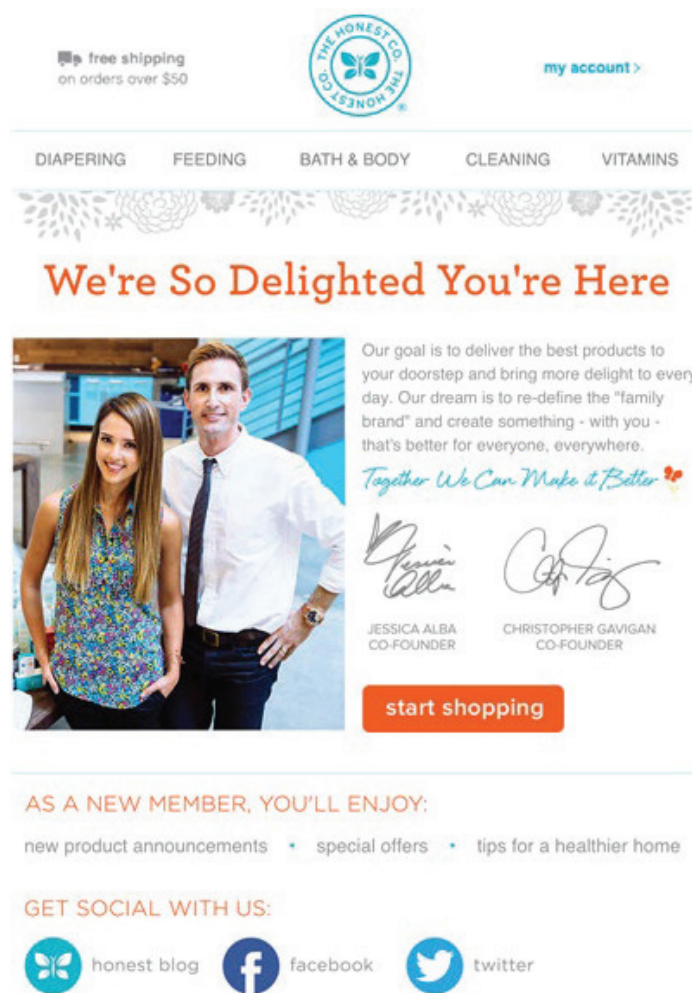 free shipping
on orders over $50
THE HONEST CO. THE HONEST CO.
®
my account >
DIAPERING FEEDING BATH & BODY CLEANING VITAMINS
We're So Delighted You're Here
Our goal is to deliver the best products to
your doorstep and bring more delight to every
day. Our dream is to re-define the "family
brand" and create something - with you -
that's better for everyone, everywhere.
Together We Can Make it Better
Jessica
Alba
JESSICA ALBA CHRISTOPHER GAVIGAN
CO-FOUNDER CO-FOUNDER
start shopping
AS A NEW MEMBER, YOU'LL ENJOY:
new product announcements • special offers • tips for a healthier home
GET SOCIAL WITH US:
honest blog facebook twitter